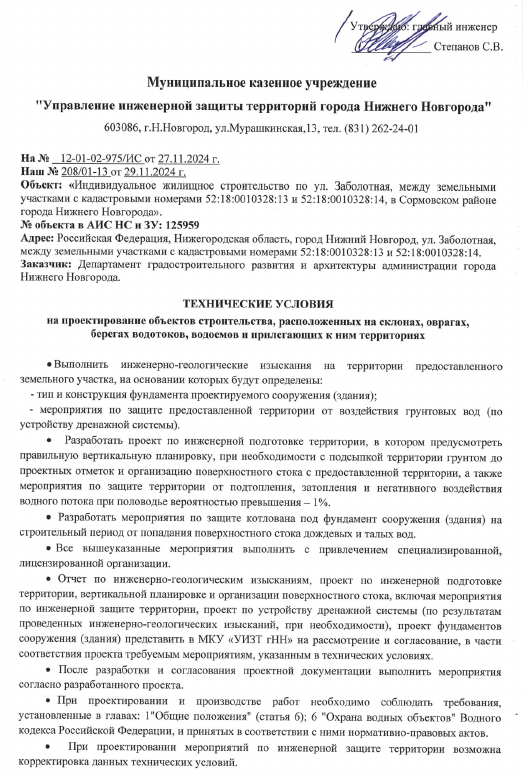 Утверждаю: главный инженер
Степанов С.В.
Муниципальное казенное учреждение
"Управление инженерной защиты территорий города Нижнего Новгорода"
603086, г.Н.Новгород, ул.Мурашкинская,13, тел. (831) 262-24-01
На № 12-01-02-975/ИС от 27.11.2024 г.
Наш № 208/01-13 от 29.11.2024 г.
Объект: «Индивидуальное жилищное строительство по ул. Заболотная, между земельными
участками с кадастровыми номерами 52:18:0010328:13 и 52:18:0010328:14, в Сормовском районе
города Нижнего Новгорода».
№ объекта в АИС НС и ЗУ: 125959
Адрес: Российская Федерация, Нижегородская область, город Нижний Новгород, ул. Заболотная,
между земельными участками с кадастровыми номерами 52:18:0010328:13 и 52:18:0010328:14.
Заказчик: Департамент градостроительного развития и архитектуры администрации города
Нижнего Новгорода.
ТЕХНИЧЕСКИЕ УСЛОВИЯ
на проектирование объектов строительства, расположенных на склонах, оврагах,
берегах водотоков, водоемов и прилегающих к ним территориях
• Выполнить инженерно-геологические изыскания на территории предоставленного
земельного участка, на основании которых будут определены:
- тип и конструкция фундамента проектируемого сооружения (здания);
- мероприятия по защите предоставленной территории от воздействия грунтовых вод (по
устройству дренажной системы).
• Разработать проект по инженерной подготовке территории, в котором предусмотреть
правильную вертикальную планировку, при необходимости с подсыпкой территории грунтом до
проектных отметок и организацию поверхностного стока с предоставленной территории, а также
мероприятия по защите территории от подтопления, затопления и негативного воздействия
водного потока при половодье вероятностью превышения – 1%.
• Разработать мероприятия по защите котлована под фундамент сооружения (здания) на
строительный период от попадания поверхностного стока дождевых и талых вод.
• Все вышеуказанные мероприятия выполнить с привлечением специализированной,
лицензированной организации.
• Отчет по инженерно-геологическим изысканиям, проект по инженерной подготовке
территории, вертикальной планировке и организации поверхностного стока, включая мероприятия
по инженерной защите территории, проект по устройству дренажной системы (по результатам
проведенных инженерно-геологических изысканий, при необходимости), проект фундаментов
сооружения (здания) представить в МКУ «УИЗТ гНН» на рассмотрение и согласование, в части
соответствия проекта требуемым мероприятиям, указанным в технических условиях.
• После разработки и согласования проектной документации выполнить мероприятия
согласно разработанного проекта.
• При проектировании и производстве работ необходимо соблюдать требования,
установленные в главах: 1"Общие положения" (статья 6); 6 "Охрана водных объектов" Водного
кодекса Российской Федерации, и принятых в соответствии с ними нормативно-правовых актов.
• При проектировании мероприятий по инженерной защите территории возможна
корректировка данных технических условий.